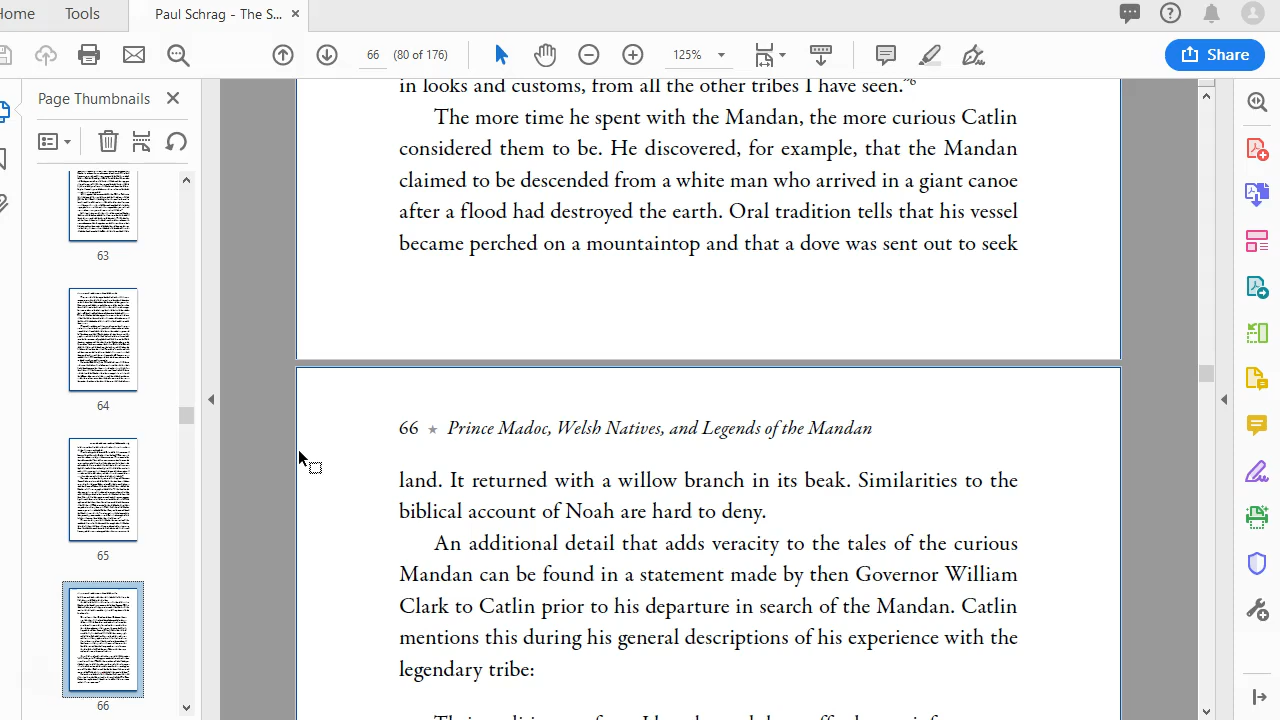 Home
Tools
Paul Schrag - The S...
66
(80 of 176)
125%
Share
Page Thumbnails
63
64
65
66
in looks and customs, from all the other tribes I have seen.”6
The more time he spent with the Mandan, the more curious Catlin
considered them to be. He discovered, for example, that the Mandan
claimed to be descended from a white man who arrived in a giant canoe
after a flood had destroyed the earth. Oral tradition tells that his vessel
became perched on a mountaintop and that a dove was sent out to seek
66 ★ Prince Madoc, Welsh Natives, and Legends of the Mandan
land. It returned with a willow branch in its beak. Similarities to the
biblical account of Noah are hard to deny.
An additional detail that adds veracity to the tales of the curious
Mandan can be found in a statement made by then Governor William
Clark to Catlin prior to his departure in search of the Mandan. Catlin
mentions this during his general descriptions of his experience with the
legendary tribe: